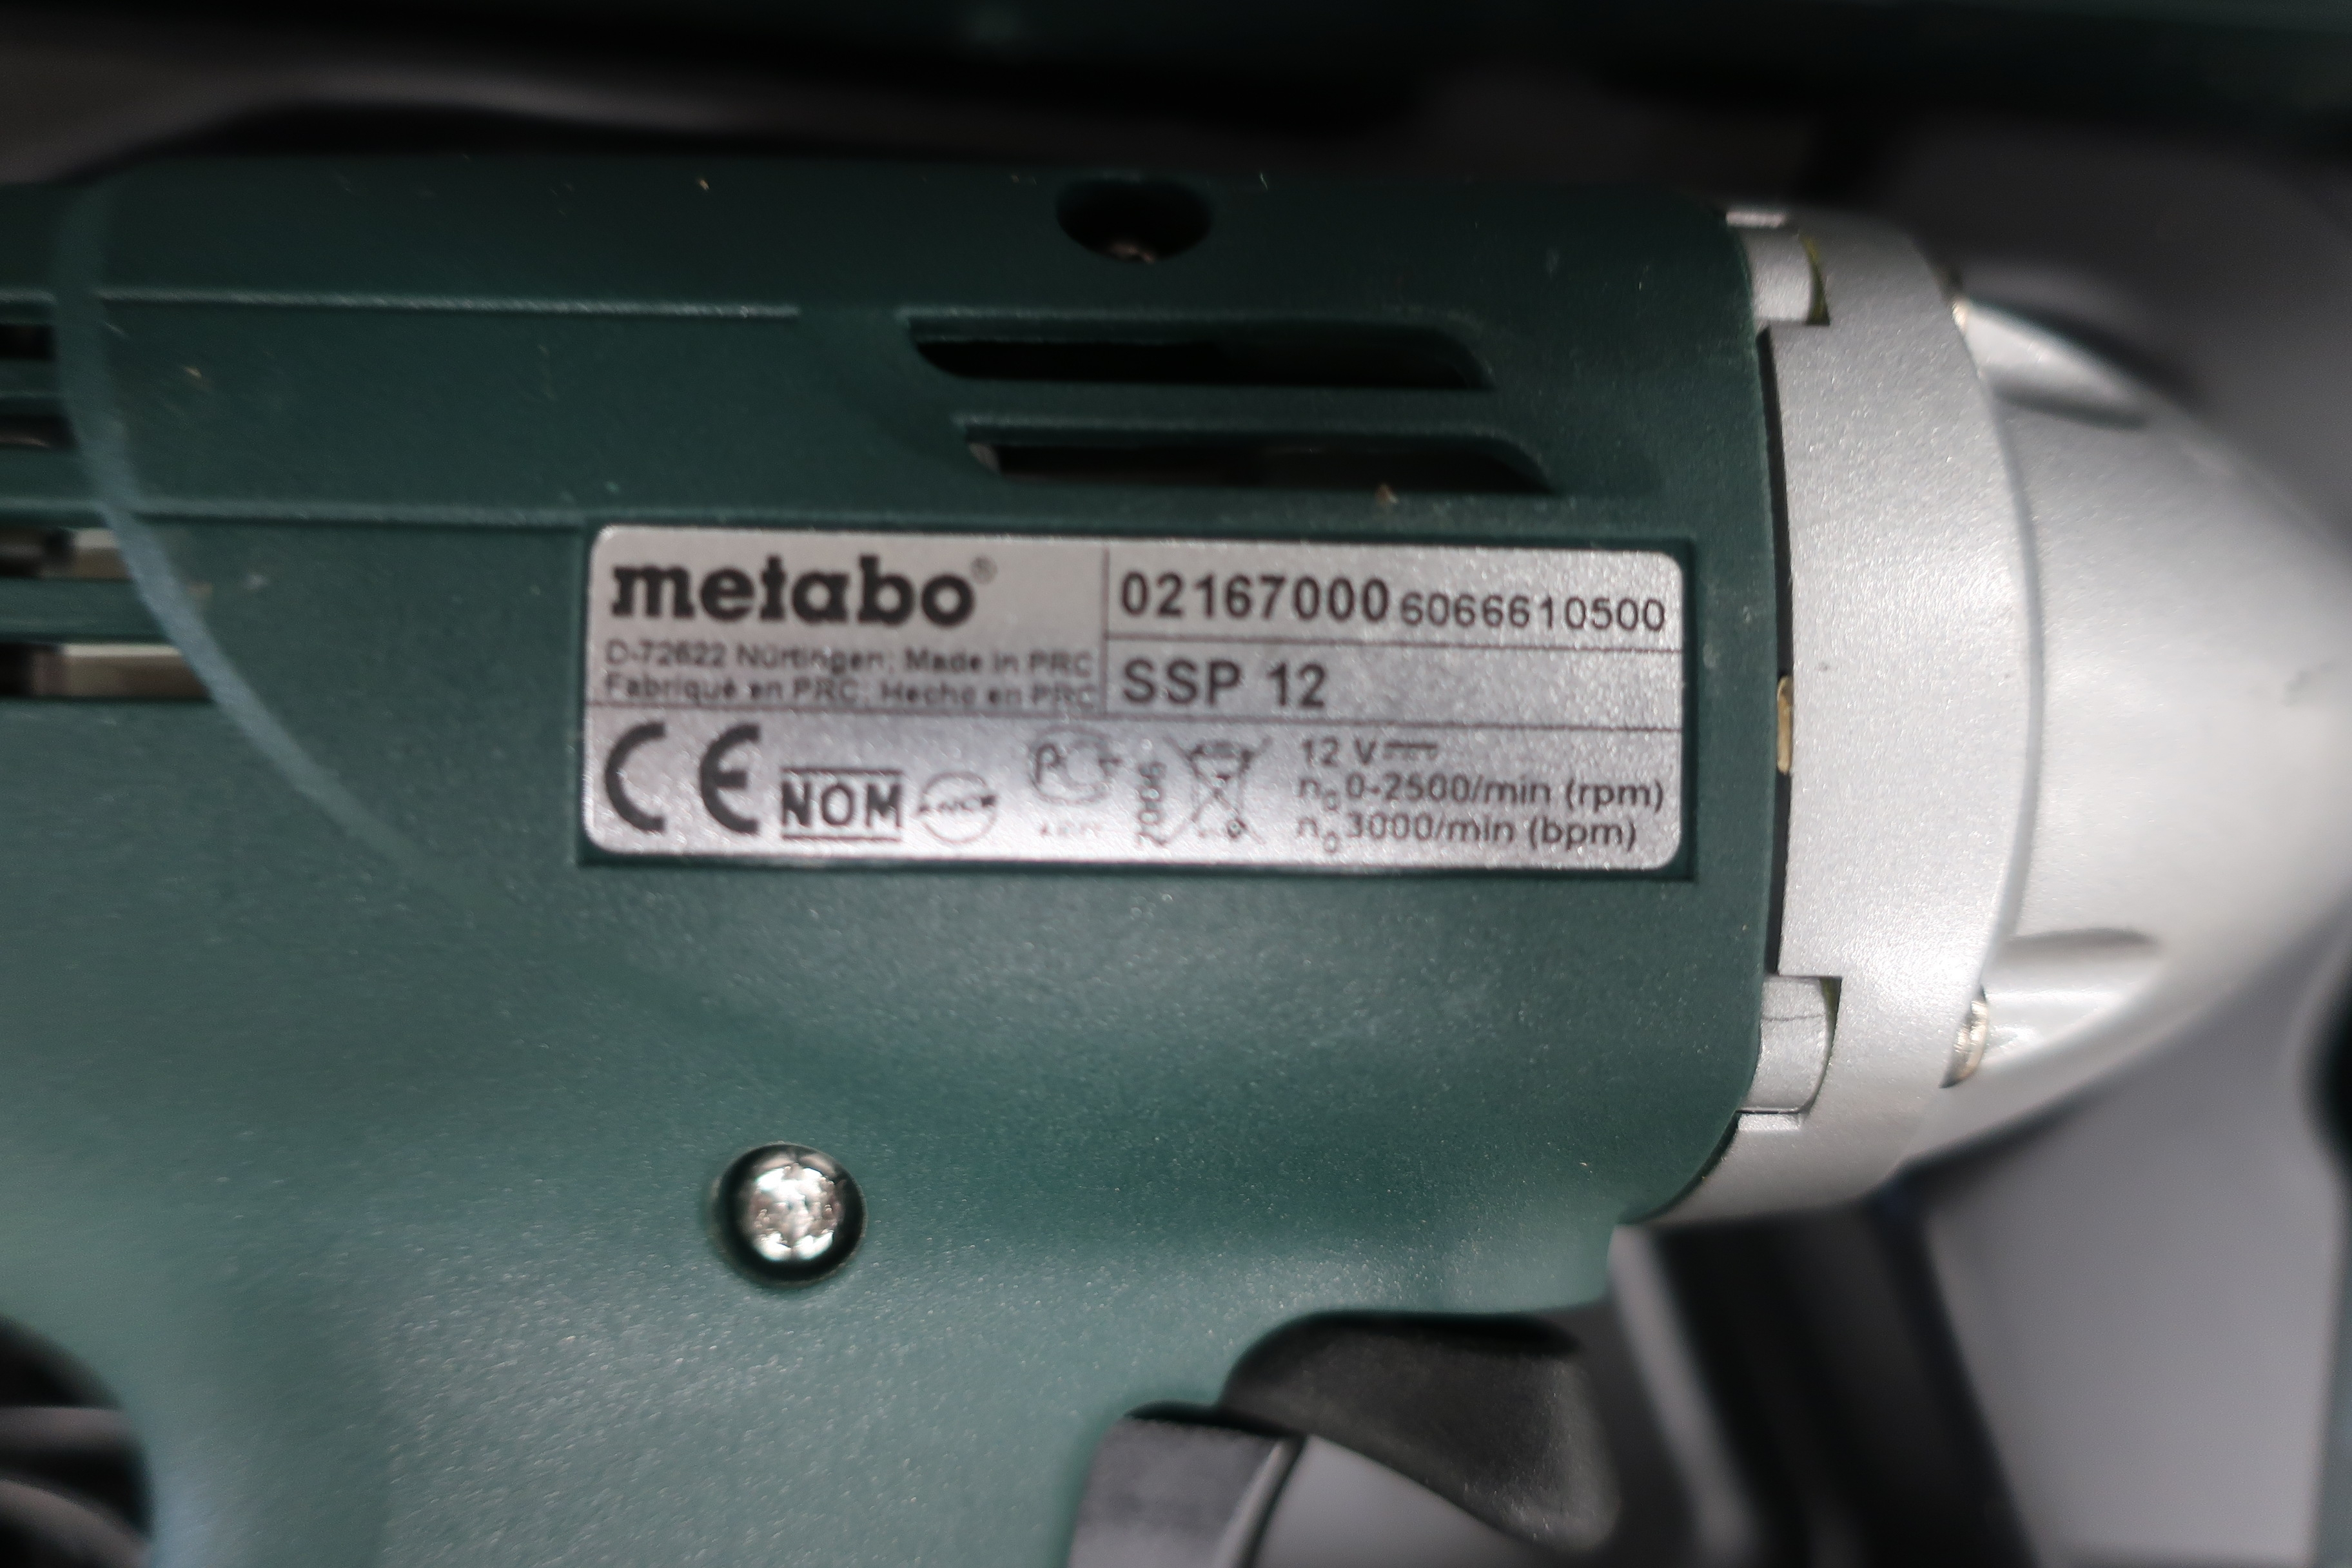 metabo®
D-72622 Nürtingen; Made in PRC
Fabriqué en PRC; Hecho en PRC
02167000 6066610500
SSP 12
CE NOM
12 V
n0 0-2500/min (rpm)
n0 3000/min (bpm)